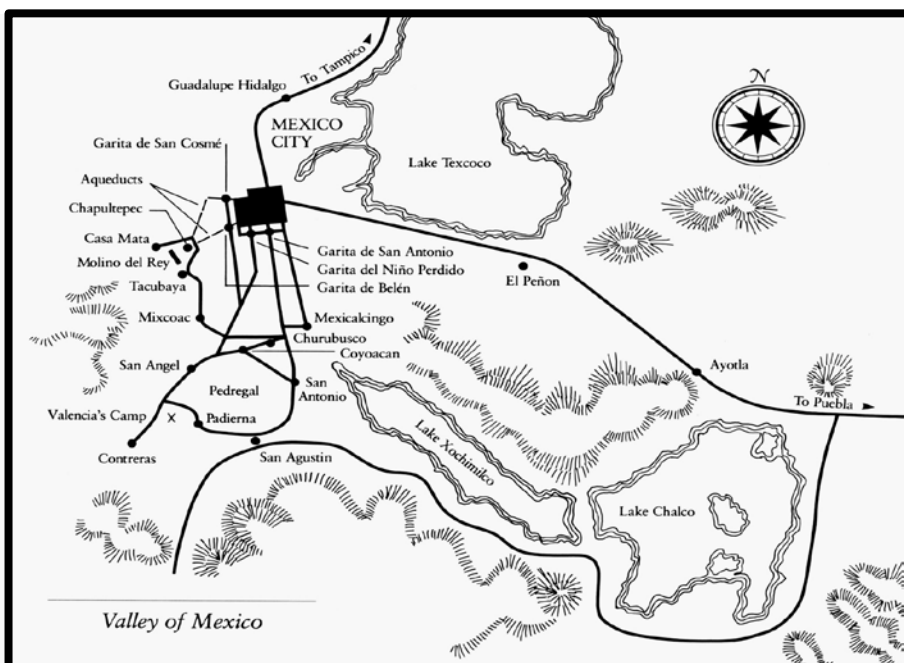 To Tampico
Guadalupe Hidalgo
N
MEXICO
CITY
Garita de San Cosmé
Lake Texcoco
Aqueducts
Chapultepec
Casa Mata
Garita de San Antonio
Molino del Rey
Garita del Niño Perdido
El Peñon
Tacubaya
Garita de Belén
Mixcoac
Mexicalcingo
Churubusco
Coyoacan
San Angel
Ayotla
San
Antonio
Pedregal
To Puebla
Valencia's Camp
X
Padierna
Lake Xochimilco
Contreras
San Agustin
Lake Chalco
Valley of Mexico